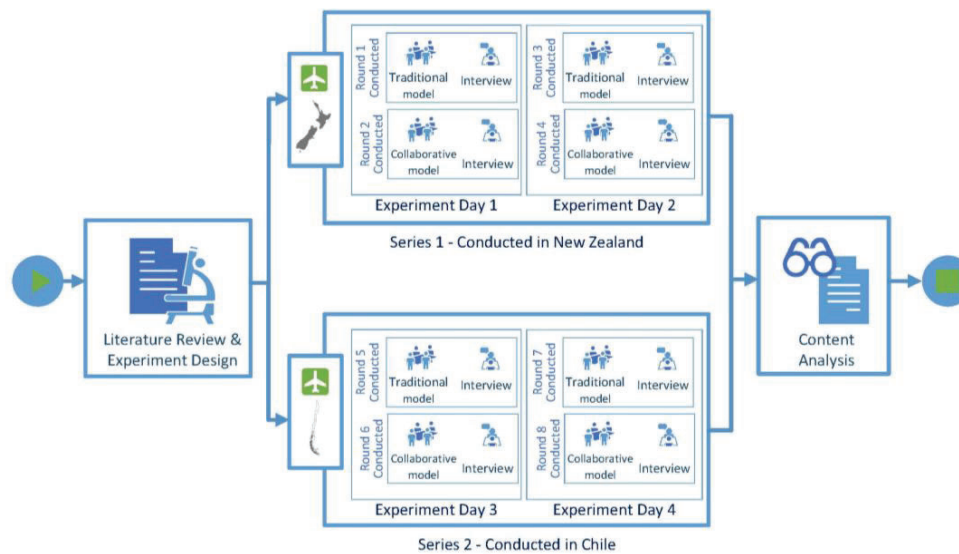 Literature Review &
Experiment Design
Round 1
Conducted
Traditional
model
Interview
Round 2
Conducted
Collaborative
model
Interview
Experiment Day 1
Round 3
Conducted
Traditional
model
Interview
Round 4
Conducted
Collaborative
model
Interview
Experiment Day 2
Series 1 - Conducted in New Zealand
Round 5
Conducted
Traditional
model
Interview
Round 6
Conducted
Collaborative
model
Interview
Experiment Day 3
Round 7
Conducted
Traditional
model
Interview
Round 8
Conducted
Collaborative
model
Interview
Experiment Day 4
Series 2 - Conducted in Chile
Content
Analysis